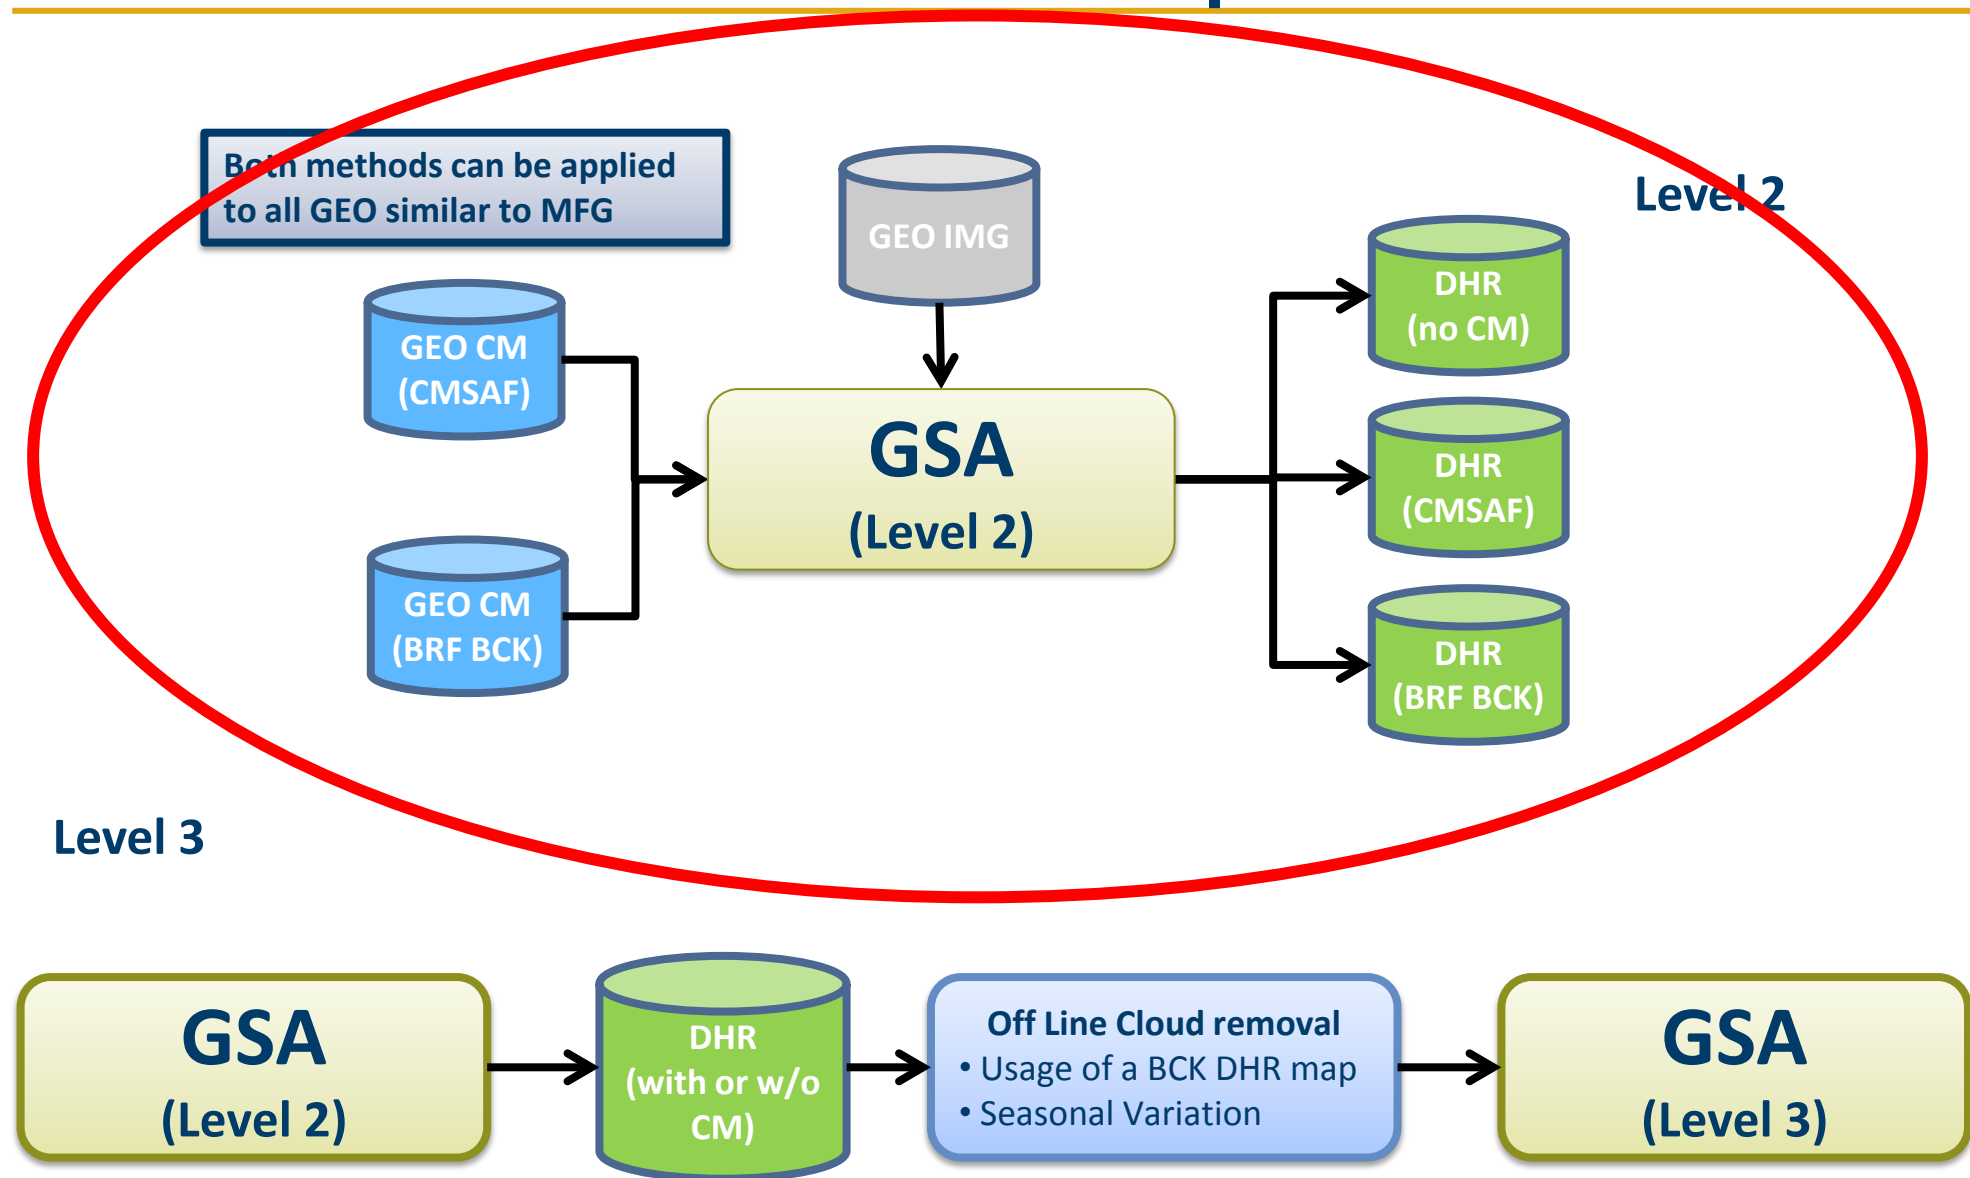 Both methods can be applied
to all GEO similar to MFG
GEO IMG
Level 2
GEO CM
(CMSAF)
GEO CM
(BRF BCK)
GSA
(Level 2)
DHR
(no CM)
DHR
(CMSAF)
DHR
(BRF BCK)
Level 3
GSA
(Level 2)
DHR
(with or w/o
CM)
Off Line Cloud removal
• Usage of a BCK DHR map
• Seasonal Variation
GSA
(Level 3)